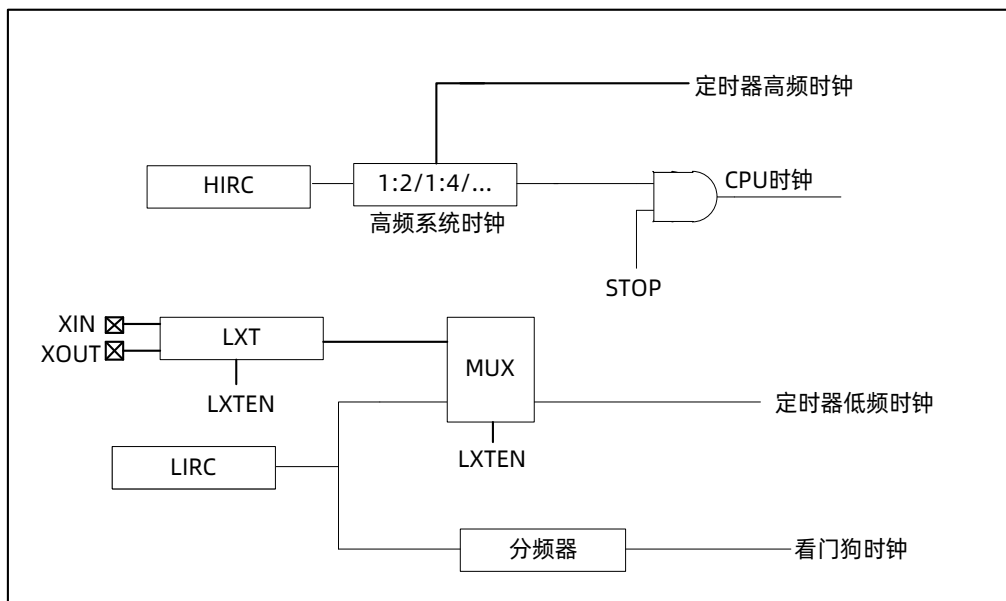 定时器高频时钟
HIRC
1:2/1:4/...
CPU时钟
高频系统时钟
STOP
XIN
LXT
XOUT
MUX
LXTEN
定时器低频时钟
LXTEN
LIRC
分频器
看门狗时钟